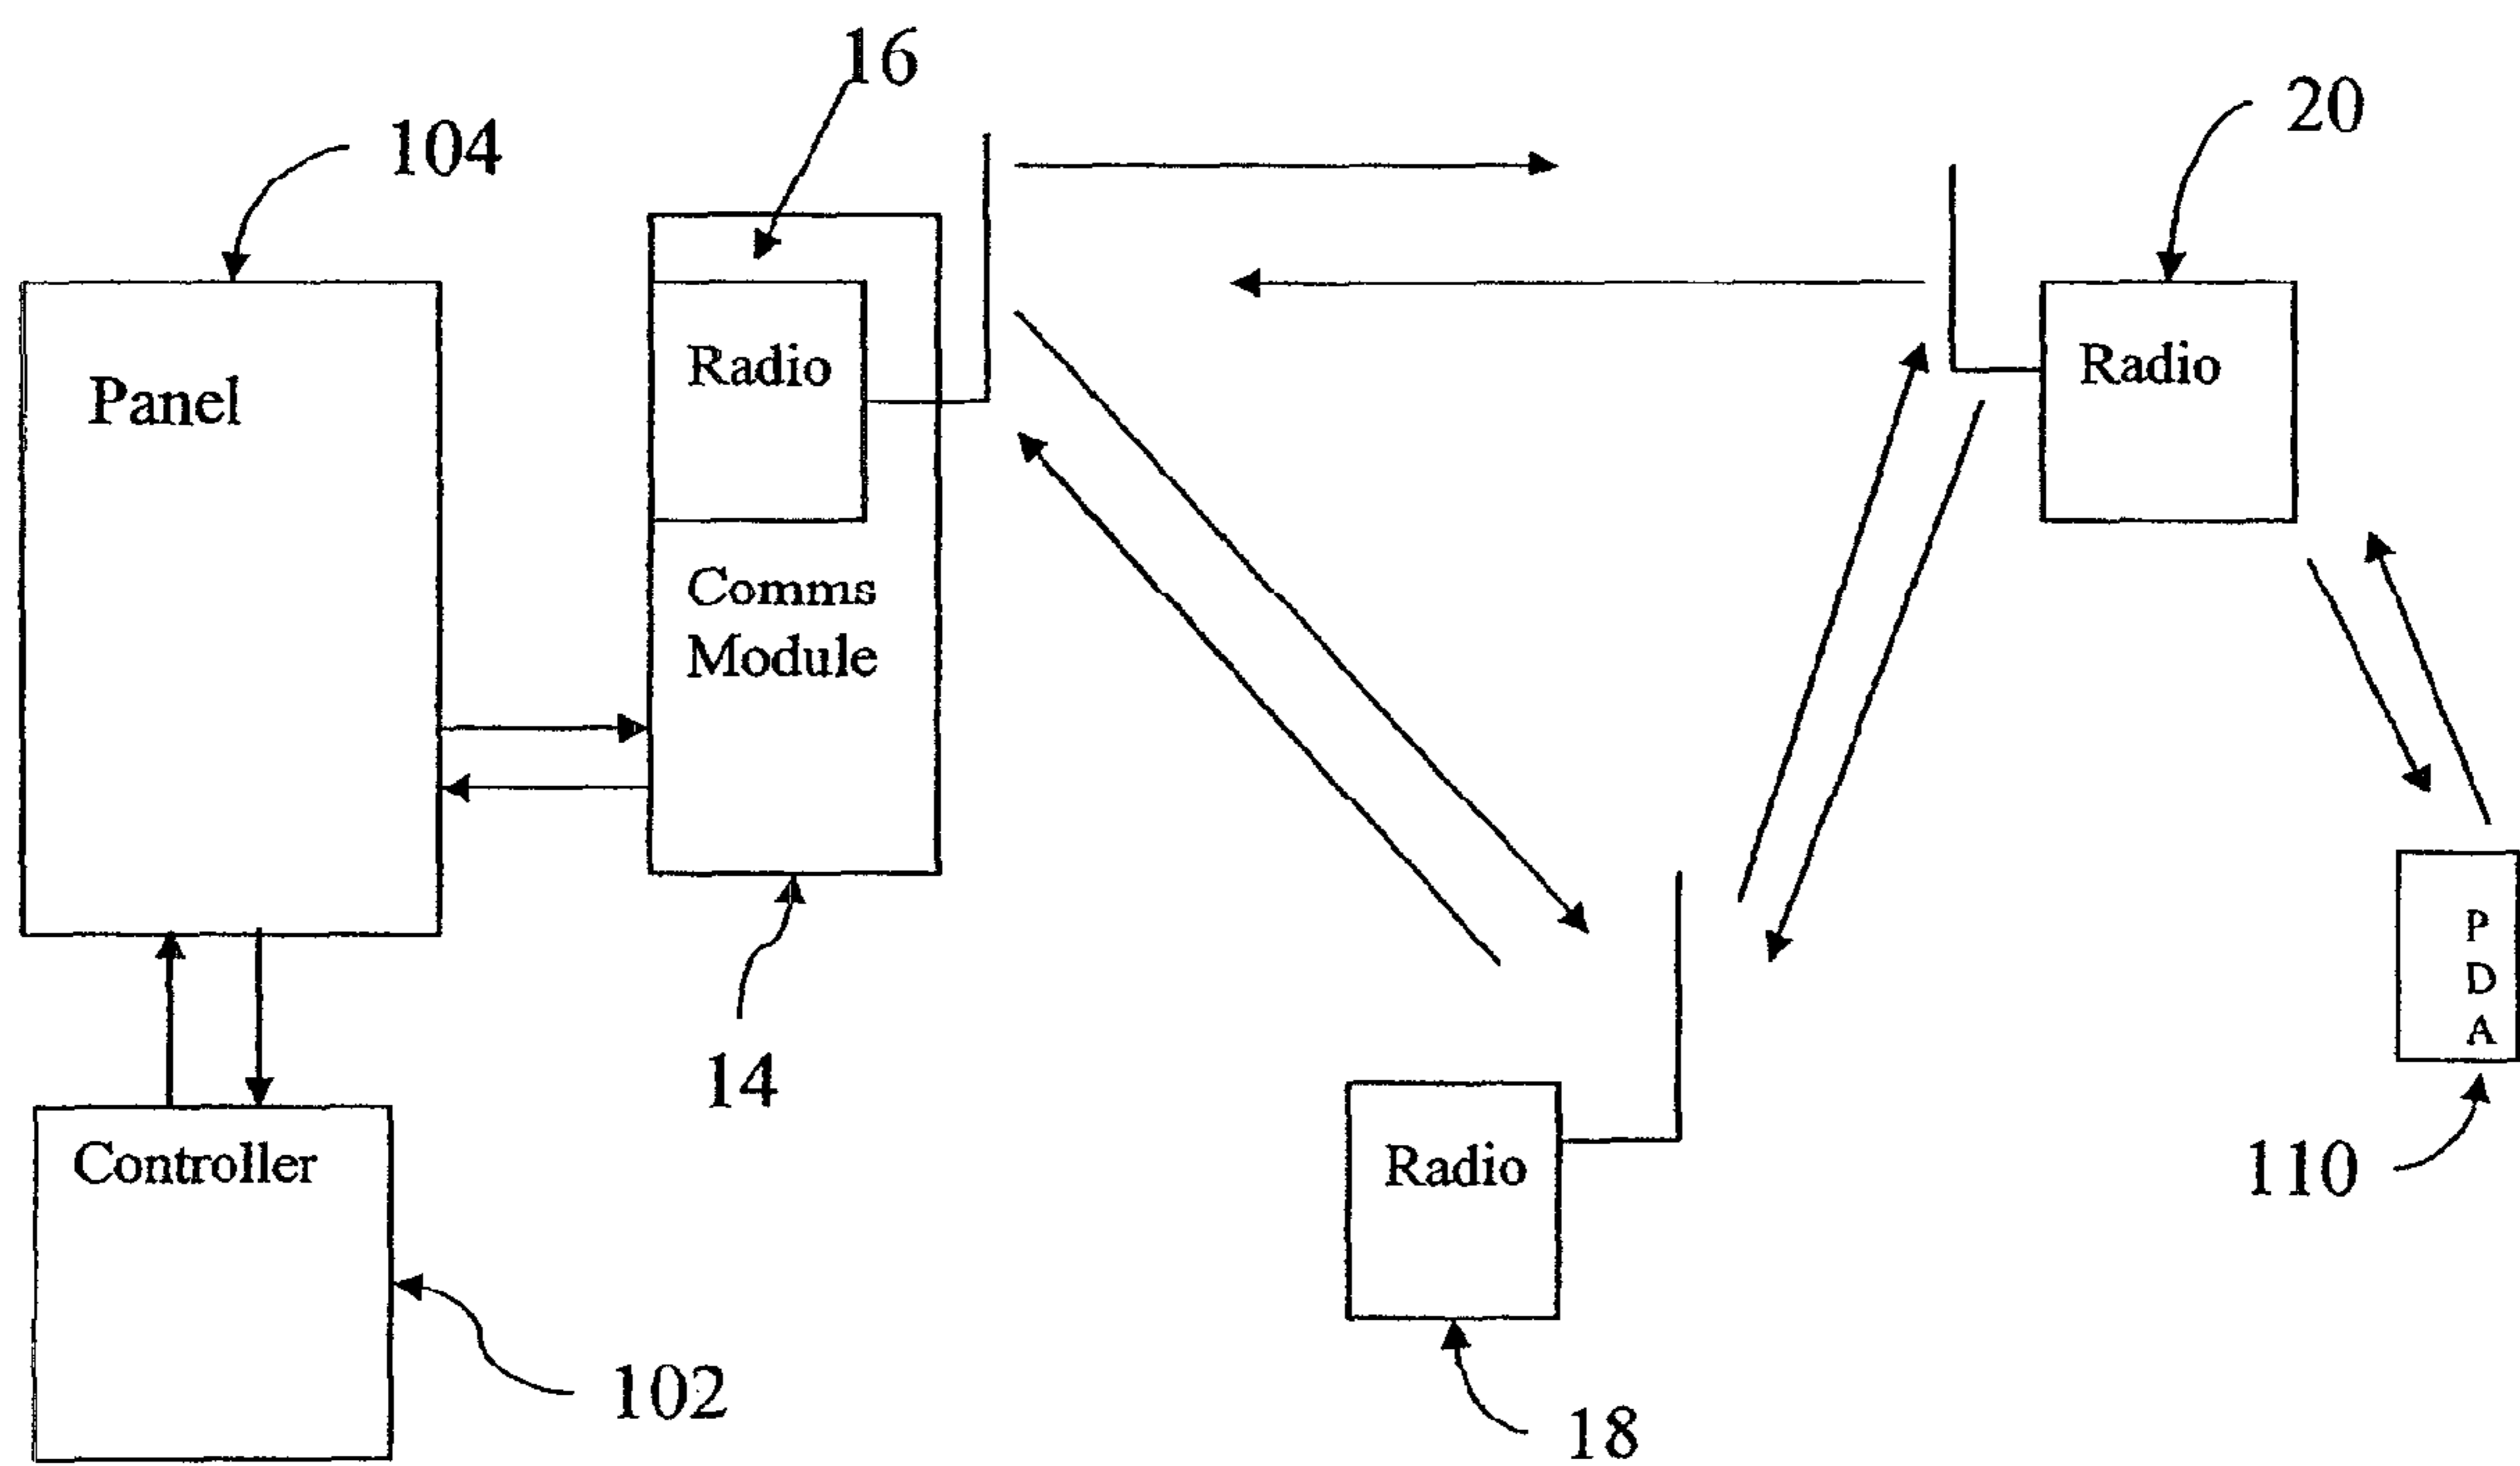 16
20
104
Radio
Radio
Panel
Comms
Module
P
D
A
14
Controller
Radio
110
102
18